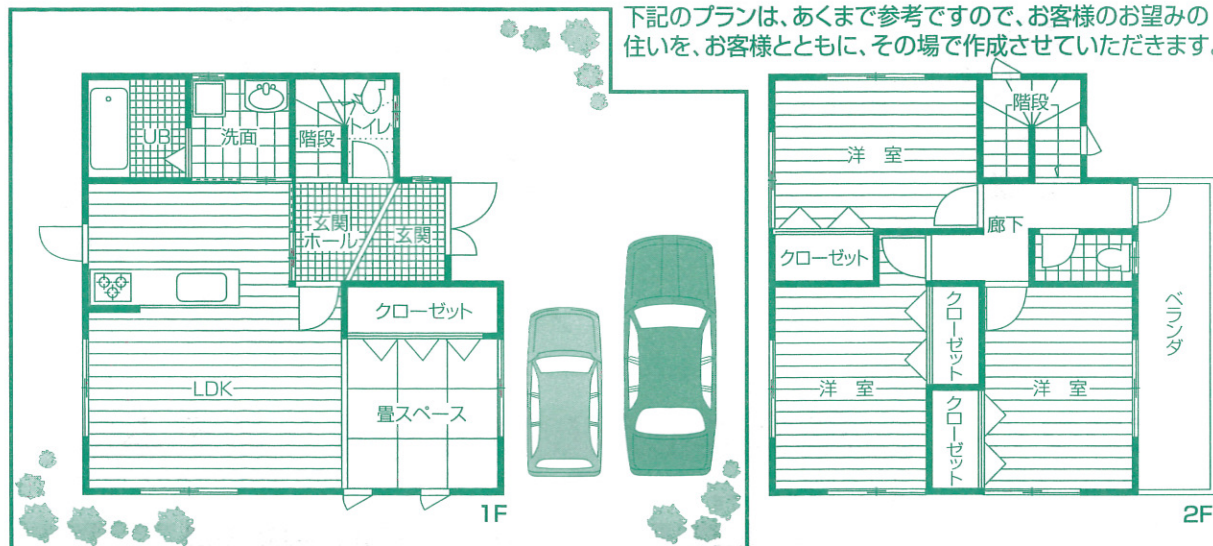 下記のプランは、あくまで参考ですので、お客様のお望みの
住いを、お客様とともに、その場で作成させていただきます。
UB
洗面
階段
トイレ
玄関
ホール
玄関
クローゼット
LDK
畳スペース
1F
階段
洋 室
廊下
クローゼット
クローゼット
ベランダ
洋 室
クローゼット
洋 室
2F